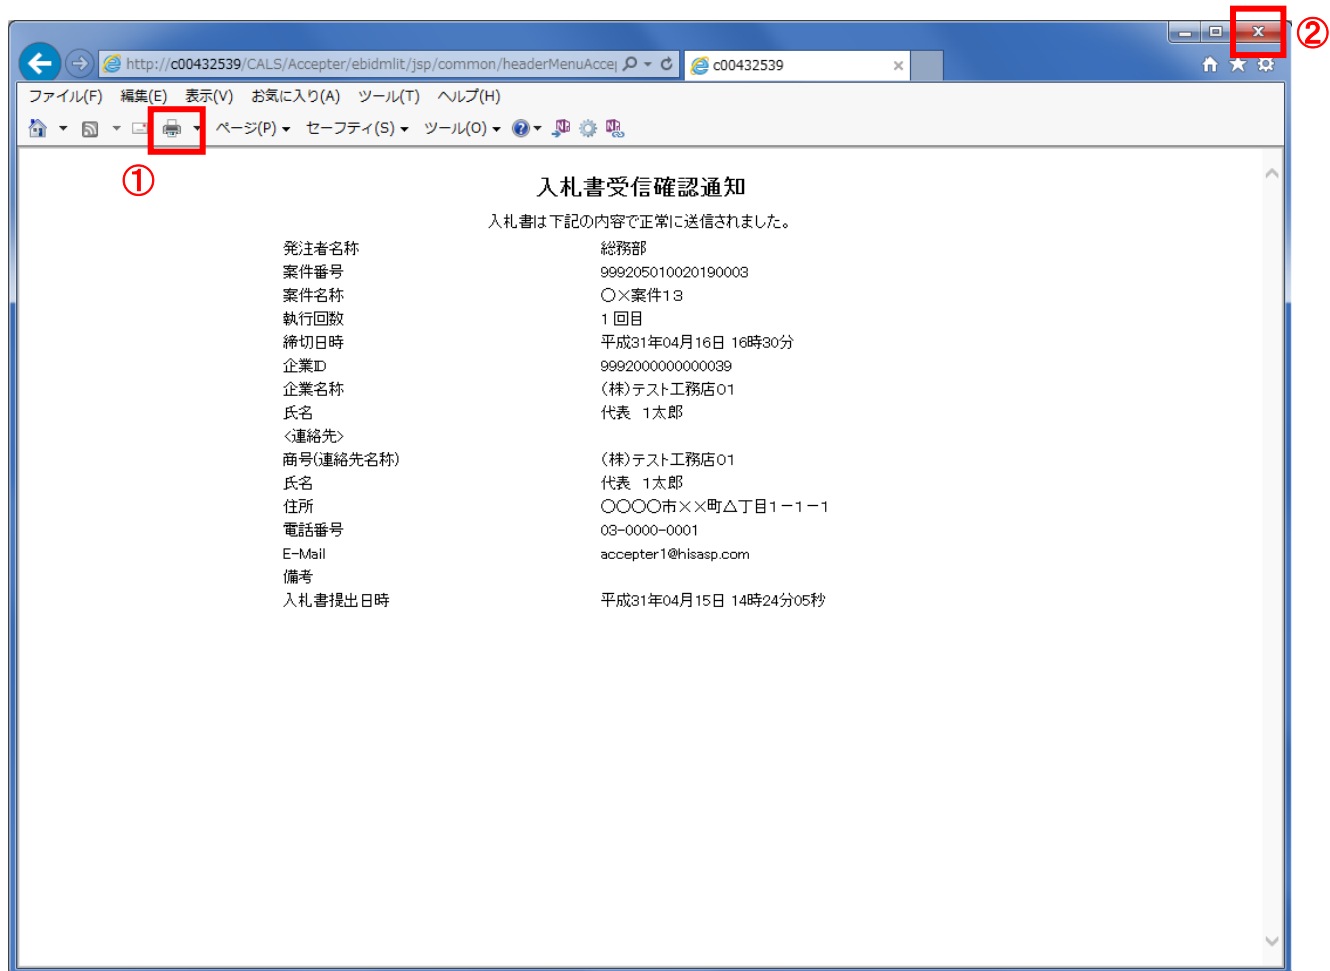 ②
http://c00432539/CALS/Accepter/ebidmlit/jsp/common/headerMenuAcce
c00432539
ファイル(F) 編集(E) 表示(V) お気に入り(A) ツール(T) ヘルプ(H)
ページ(P) セーフティ(S) ツール(O)
①
入札書受信確認通知
入札書は下記の内容で正常に送信されました。
発注者名称 総務部
案件番号 999205010020190003
案件名称 〇×案件13
執行回数 1回目
締切日時 平成31年04月16日 16時30分
企業ID 9992000000000039
企業名称 (株)テスト工務店01
氏名 代表 1太郎
<連絡先>
商号(連絡先名称) (株)テスト工務店01
氏名 代表 1太郎
住所 〇〇〇〇市××町△丁目1-1-1
電話番号 03-0000-0001
E-Mail accepter1@hisasp.com
備考
入札書提出日時 平成31年04月15日 14時24分05秒